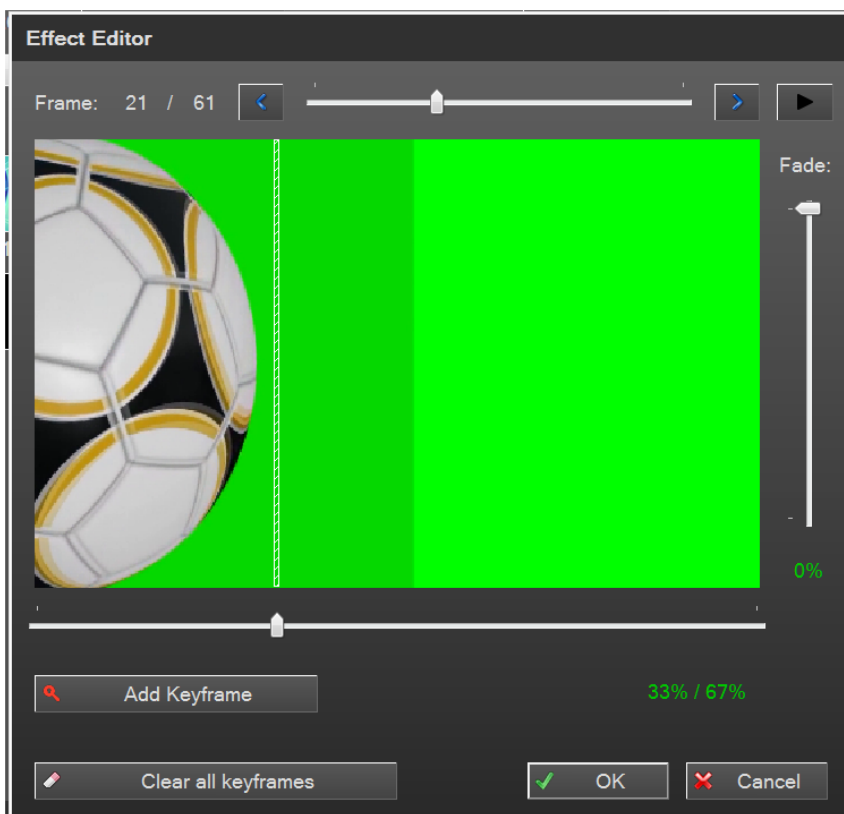 Effect Editor
Frame: 21 / 61
Fade:
0%
Add Keyframe
33% / 67%
Clear all keyframes
OK
Cancel